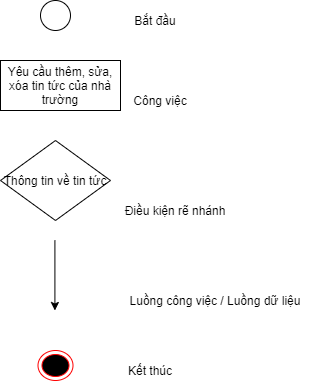 Bắt đầu
Yêu cầu thêm, sửa,
xóa tin tức của nhà
trường
Công việc
Thông tin về tin tức
Điều kiện rẽ nhánh
Luồng công việc / Luồng dữ liệu
Kết thúc